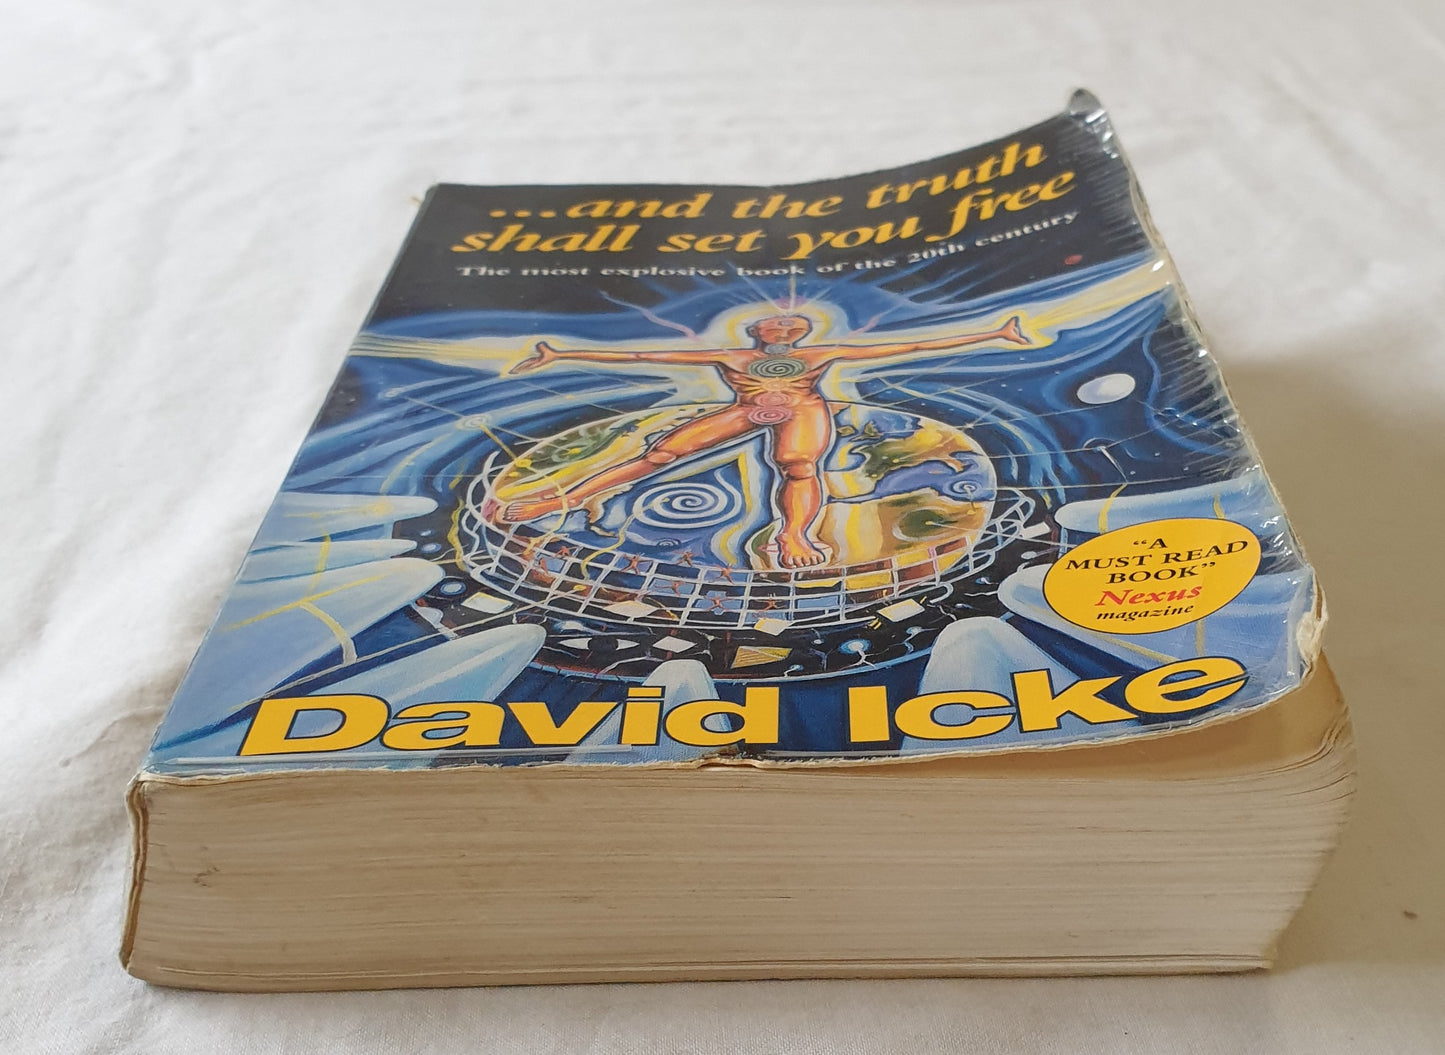 ...and the truth
shall set you free
The most explosive book of the 20th century
“A
MUST READ
BOOK”
Nexus
magazine
David Icke